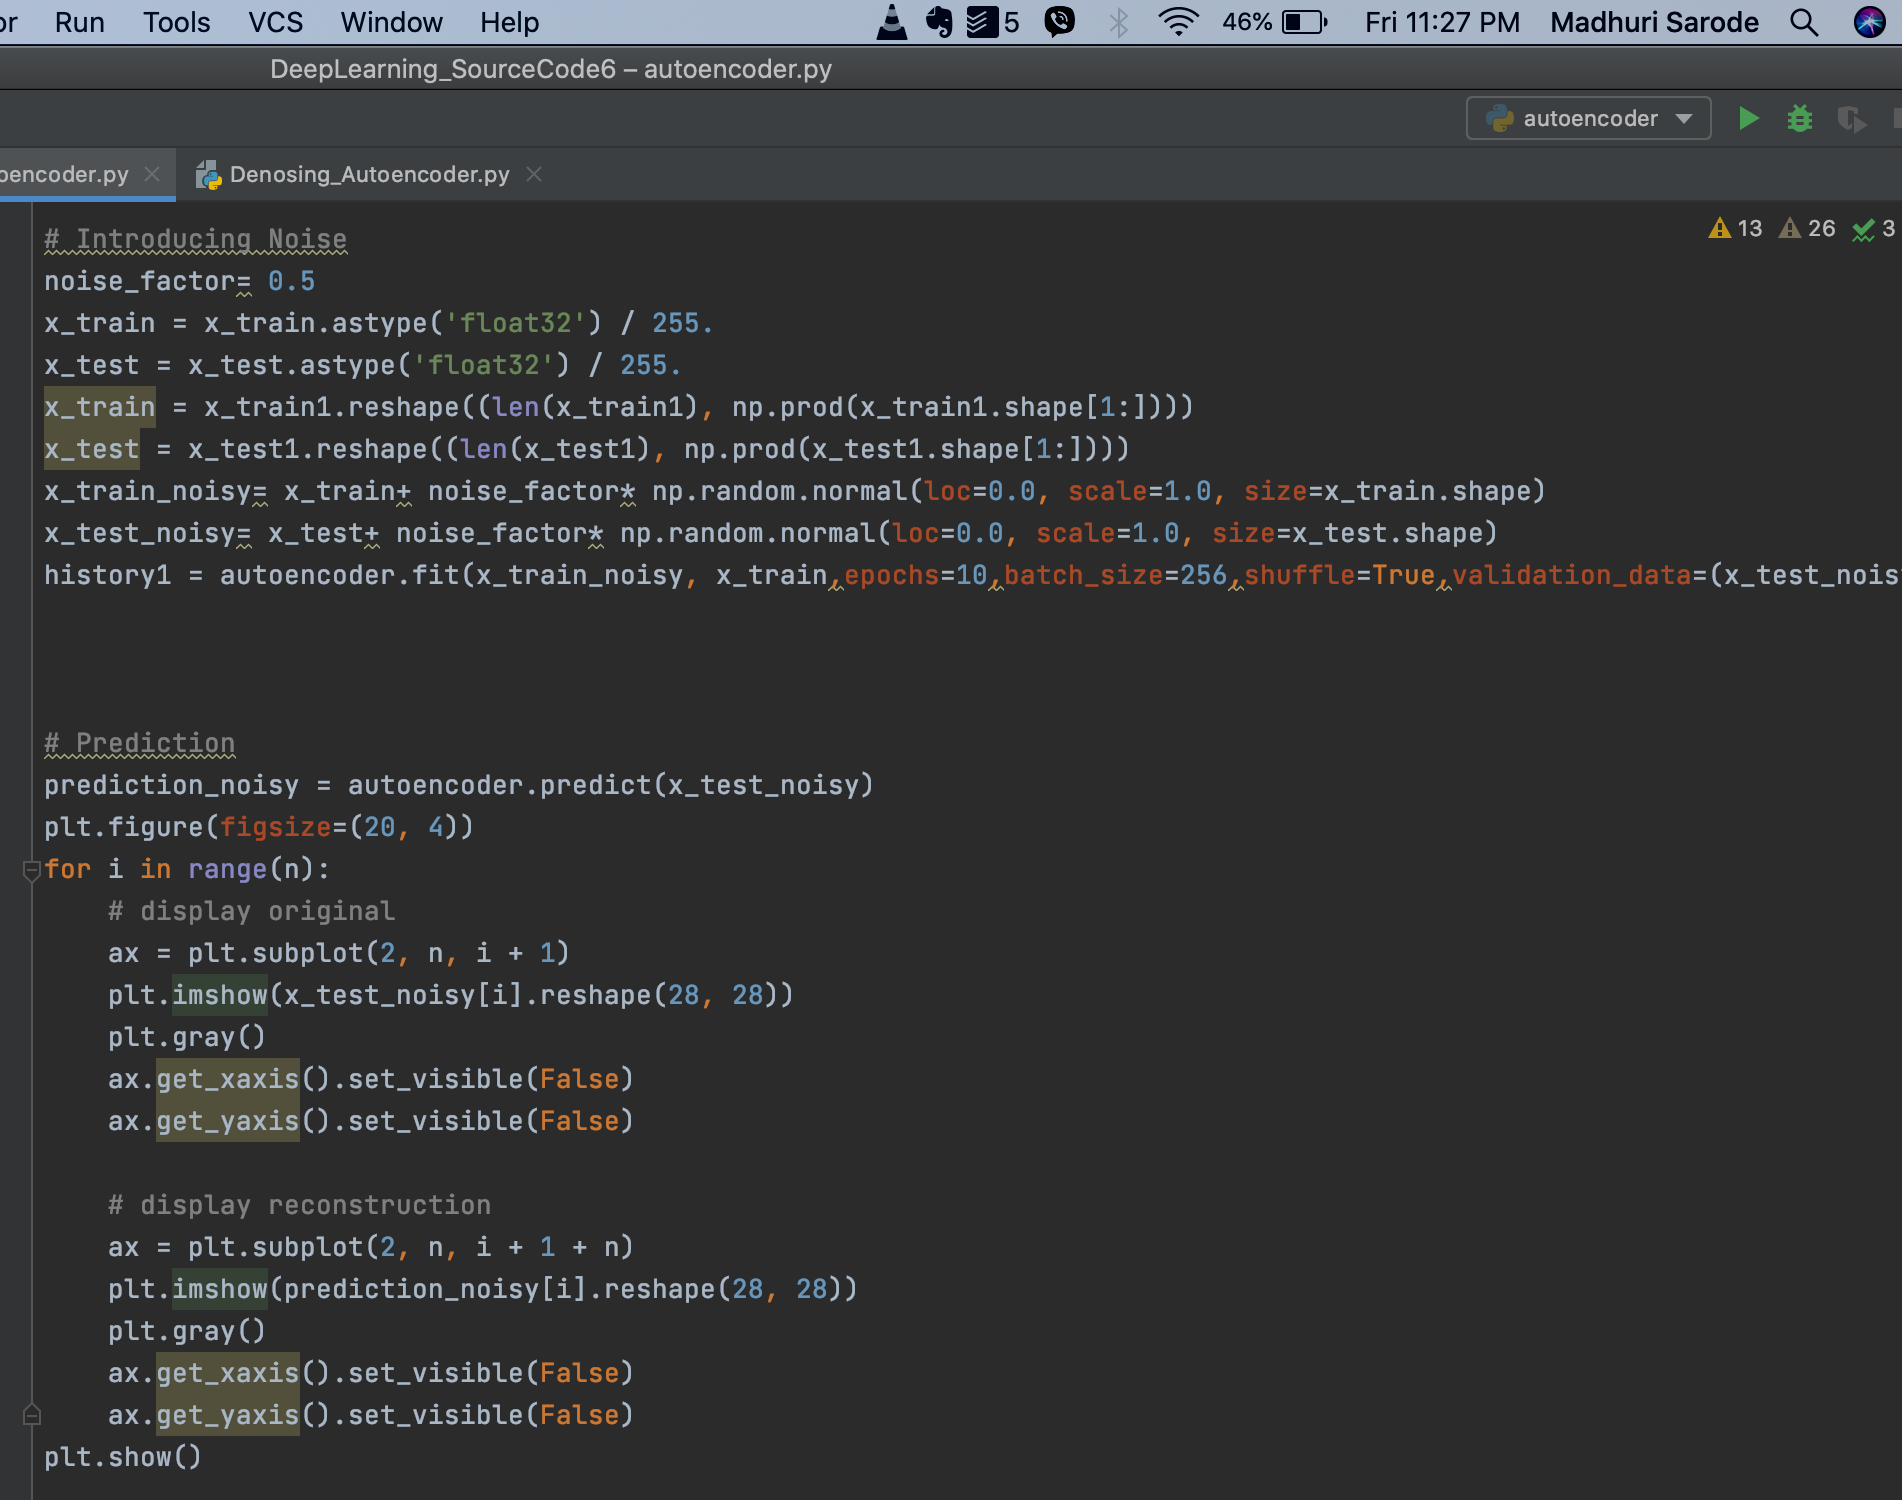 Run Tools VCS Window Help 5 46% Fri 11:27 PM Madhuri Sarode
DeepLearning_SourceCode6 – autoencoder.py
autoencoder
oencoder.py Denosing_Autoencoder.py
13 26 3
# Introducing Noise
noise_factor= 0.5
x_train = x_train.astype('float32') / 255.
x_test = x_test.astype('float32') / 255.
x_train = x_train1.reshape((len(x_train1), np.prod(x_train1.shape[1:])))
x_test = x_test1.reshape((len(x_test1), np.prod(x_test1.shape[1:])))
x_train_noisy= x_train+ noise_factor* np.random.normal(loc=0.0, scale=1.0, size=x_train.shape)
x_test_noisy= x_test+ noise_factor* np.random.normal(loc=0.0, scale=1.0, size=x_test.shape)
history1 = autoencoder.fit(x_train_noisy, x_train,epochs=10,batch_size=256,shuffle=True,validation_data=(x_test_nois
# Prediction
prediction_noisy = autoencoder.predict(x_test_noisy)
plt.figure(figsize=(20, 4))
for i in range(n):
    # display original
    ax = plt.subplot(2, n, i + 1)
    plt.imshow(x_test_noisy[i].reshape(28, 28))
    plt.gray()
    ax.get_xaxis().set_visible(False)
    ax.get_yaxis().set_visible(False)
    # display reconstruction
    ax = plt.subplot(2, n, i + 1 + n)
    plt.imshow(prediction_noisy[i].reshape(28, 28))
    plt.gray()
    ax.get_xaxis().set_visible(False)
    ax.get_yaxis().set_visible(False)
plt.show()